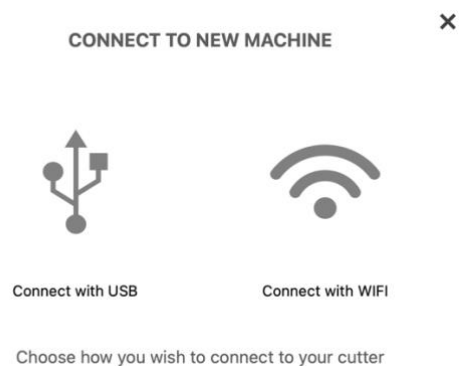 CONNECT TO NEW MACHINE
Connect with USB
Connect with WIFI
Choose how you wish to connect to your cutter